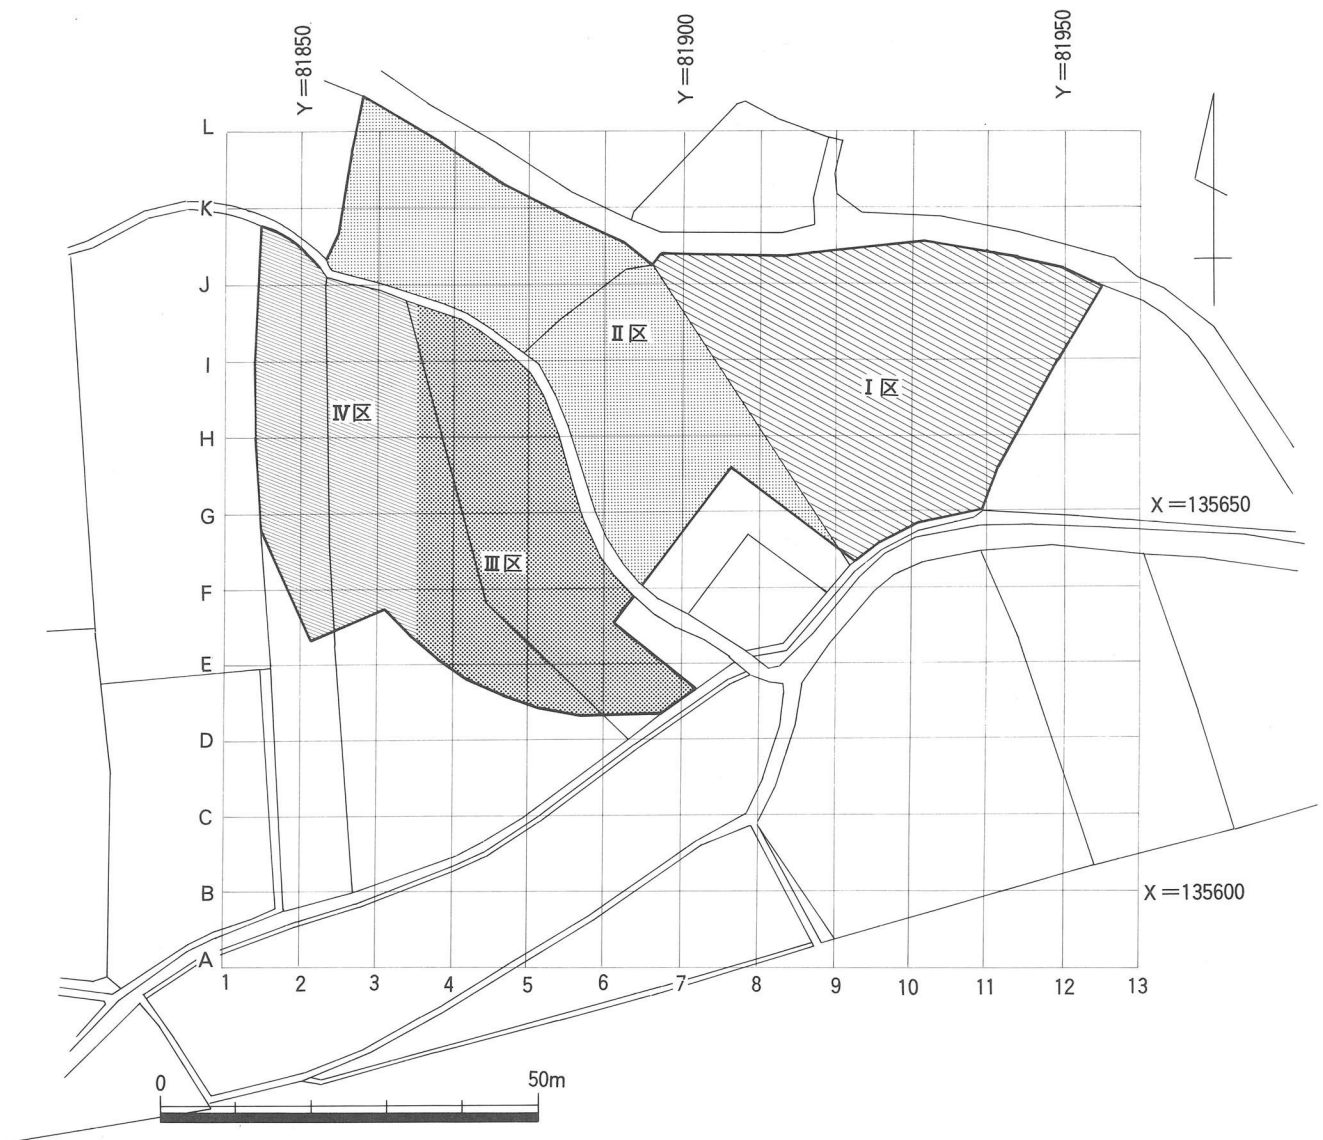 Y=81850
Y=81900
Y=81950
L
K
J
I
H
G
F
E
D
C
B
A
Ⅱ区
Ⅰ区
Ⅳ区
Ⅲ区
X=135650
X=135600
1 2 3 4 5 6 7 8 9 10 11 12 13
0 50m